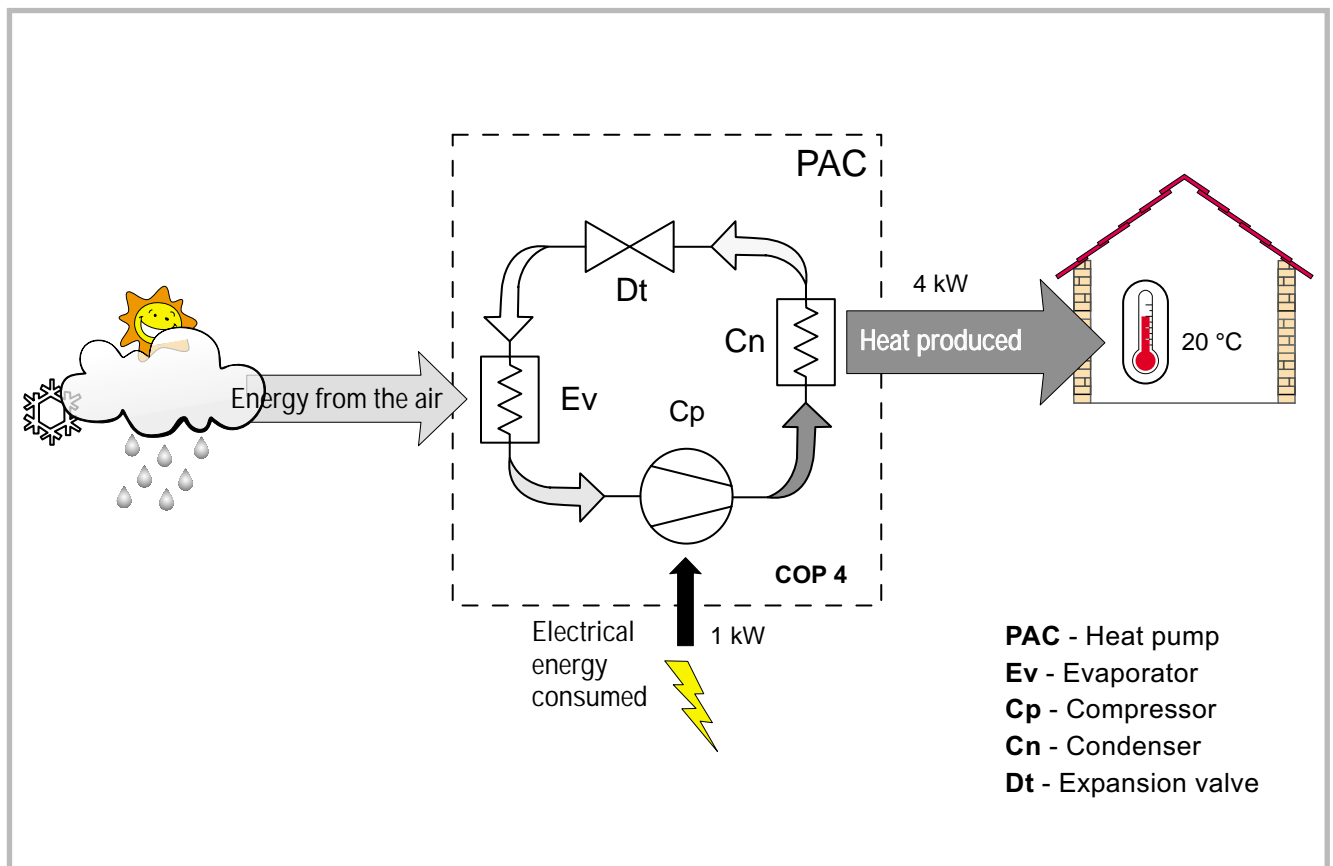 PAC
Dt
4 kW
Cn
Heat produced
20 °C
Energy from the air
Ev
Cp
COP 4
Electrical
energy
consumed
1 kW
PAC - Heat pump
Ev - Evaporator
Cp - Compressor
Cn - Condenser
Dt - Expansion valve